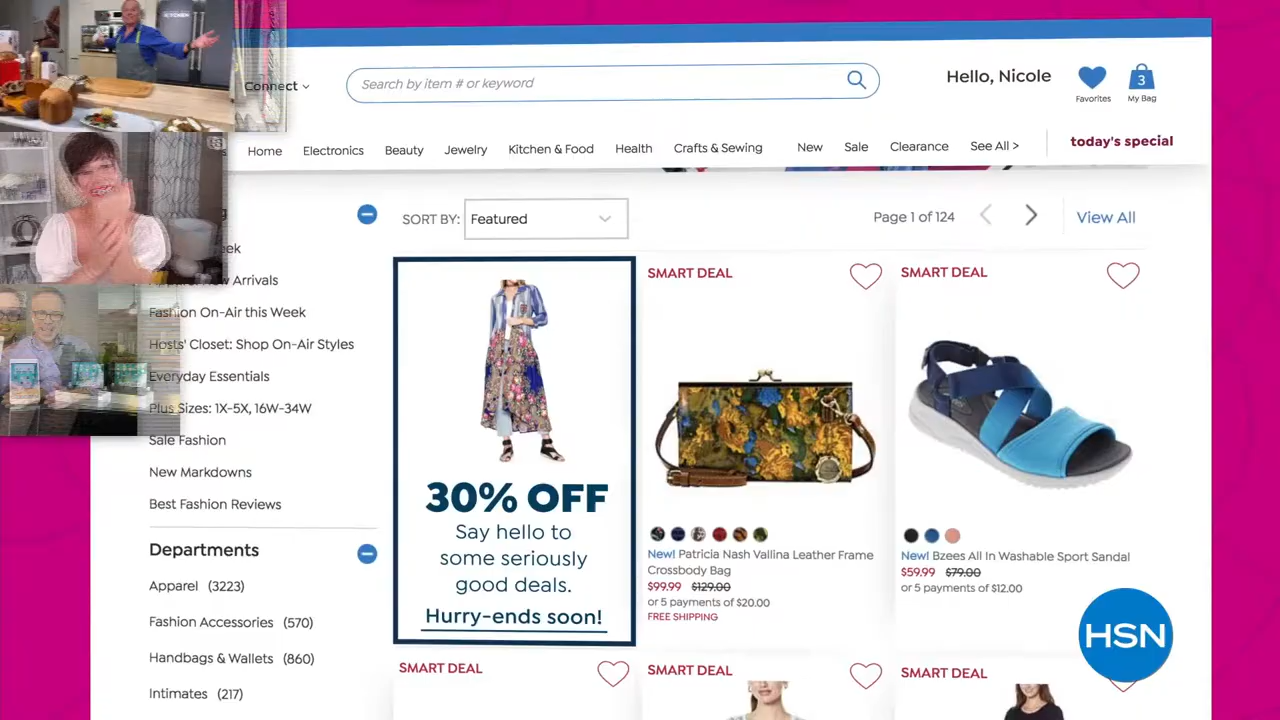 KITCHEN
Connect
Search by item # or keyword
Hello, Nicole
Favorites
3
My Bag
Home
Electronics
Beauty
Jewelry
Kitchen & Food
Health
Crafts & Sewing
New
Sale
Clearance
See All >
today's special
SORT BY:
Featured
Page 1 of 124
View All
Arrivals
Fashion On-Air this Week
Hosts' Closet: Shop On-Air Styles
Everyday Essentials
Plus Sizes: 1X-5X, 16W-34W
Sale Fashion
New Markdowns
Best Fashion Reviews
Departments
Apparel (3223)
Fashion Accessories (570)
Handbags & Wallets (860)
Intimates (217)
30% OFF
Say hello to
some seriously
good deals.
Hurry-ends soon!
SMART DEAL
New! Patricia Nash Vallina Leather Frame
Crossbody Bag
$99.99 $129.00
or 5 payments of $20.00
FREE SHIPPING
SMART DEAL
New! Bzees All In Washable Sport Sandal
$59.99 $79.00
or 5 payments of $12.00
HSN
SMART DEAL
SMART DEAL
SMART DEAL